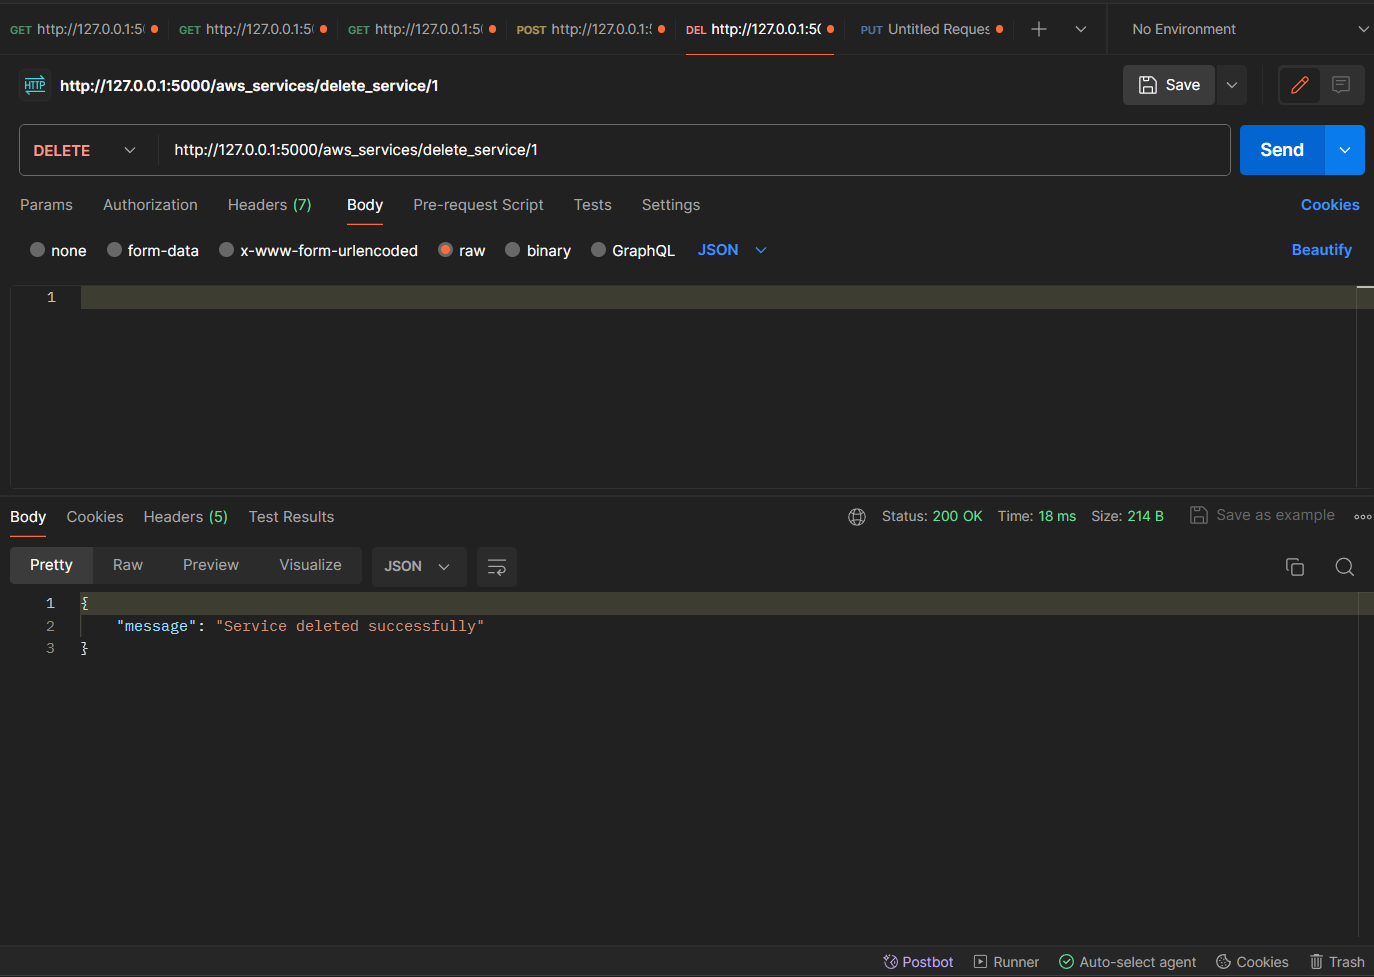 GET http://127.0.0.1:50 GET http://127.0.0.1:50 GET http://127.0.0.1:50 POST http://127.0.0.1:5 DEL http://127.0.0.1:50 PUT Untitled Reques No Environment
HTTP http://127.0.0.1:5000/aws_services/delete_service/1 Save
DELETE http://127.0.0.1:5000/aws_services/delete_service/1 Send
Params Authorization Headers (7) Body Pre-request Script Tests Settings Cookies
none form-data x-www-form-urlencoded raw binary GraphQL JSON Beautify
1
Body Cookies Headers (5) Test Results Status: 200 OK Time: 18 ms Size: 214 B Save as example
Pretty Raw Preview Visualize JSON
1 {
2 "message": "Service deleted successfully"
3 }
Postbot Runner Auto-select agent Cookies Trash